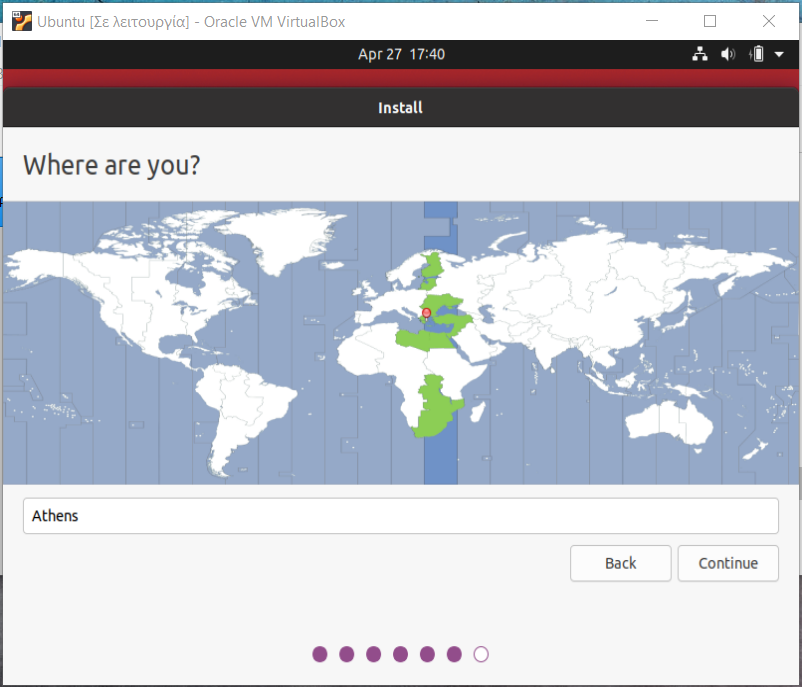 Ubuntu [Σε λειτουργία] - Oracle VM VirtualBox
Apr 27 17:40
Install
Where are you?
Athens
Back
Continue